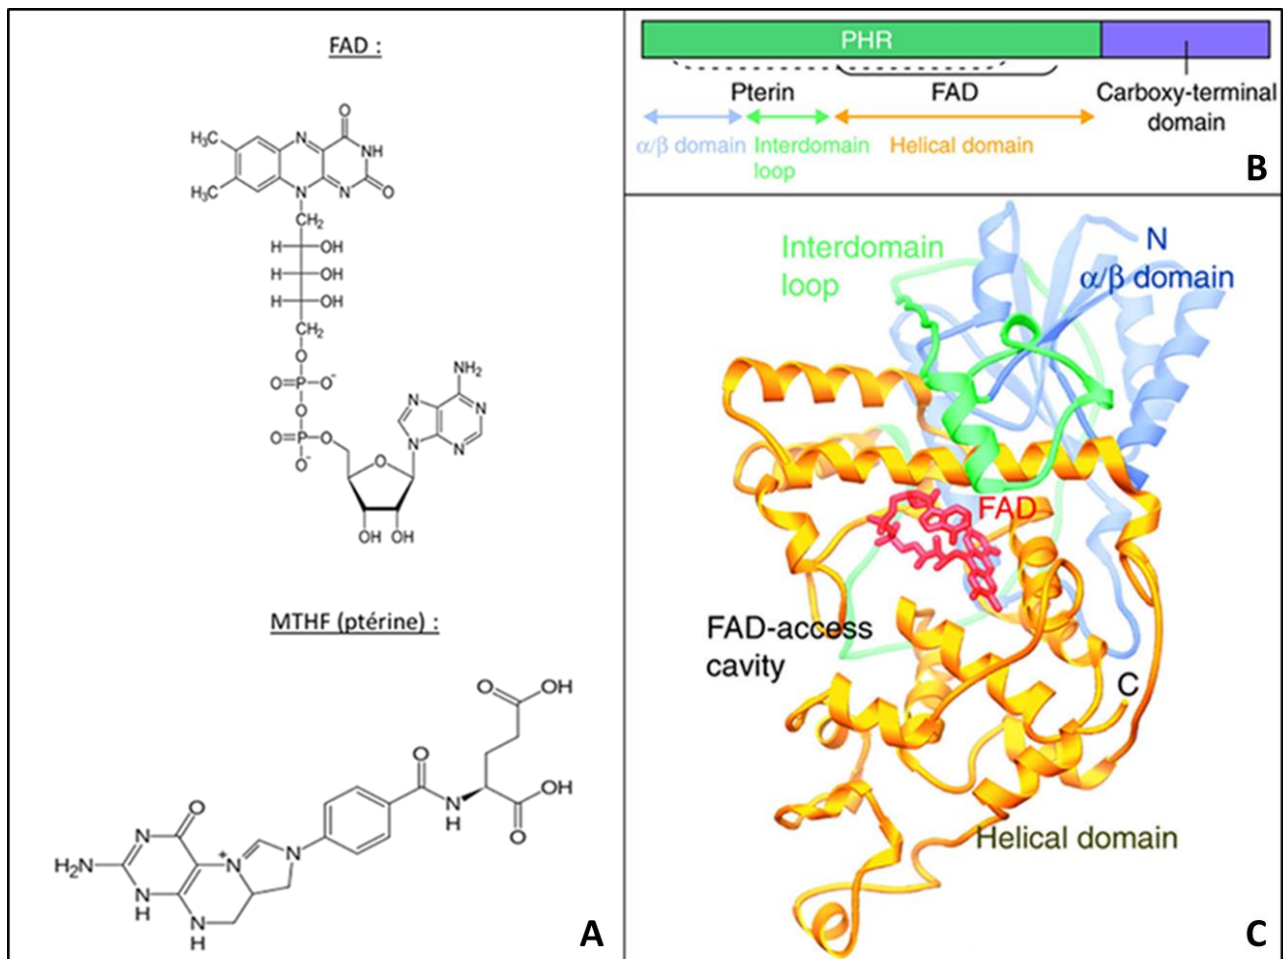 FAD :
O
H₃C
N
NH
H₃C
N
N
O
CH₂
H
OH
H
OH
H
OH
CH₂
O
O=P–O⁻
O
O=P–O
O⁻
NH₂
N
N
N
N
O
OH OH
MTHF (ptérine) :
O
OH
O
N
H
OH
O
O
N
N⁺
N
H₂N
N
H
N
H
A
PHR
Pterin
FAD
Carboxy-terminal
domain
α/β domain
Interdomain
loop
Helical domain
B
Interdomain
loop
N
α/β domain
FAD
FAD-access
cavity
C
Helical domain
C